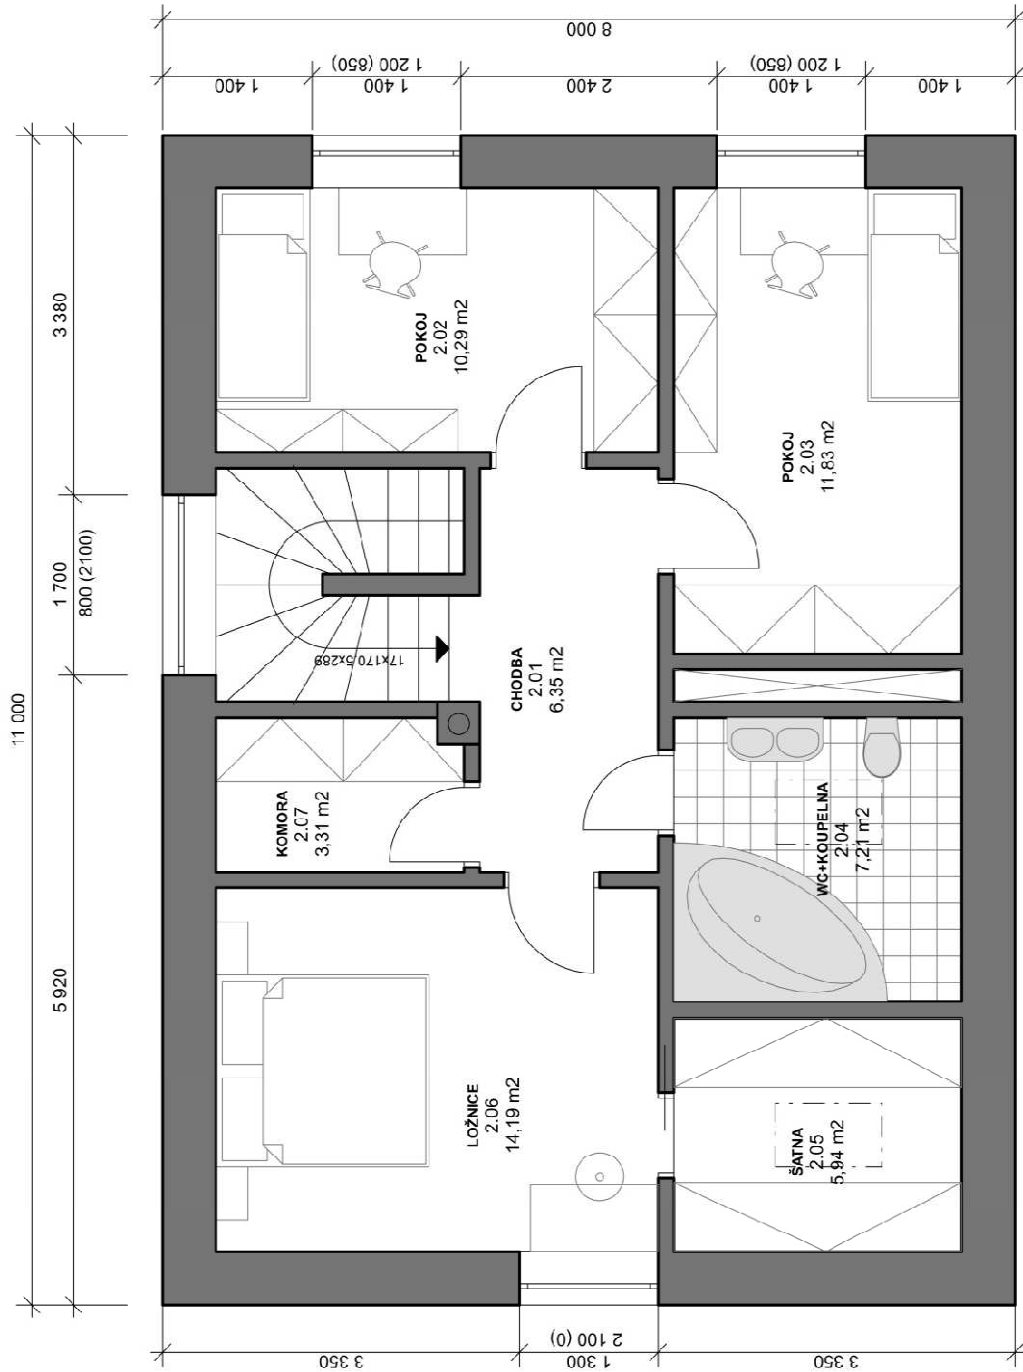 8 000
1 200 (850)
1 200 (850)
1 400
1 400
2 400
1 400
1 400
11 000
3 380
1 700
800 (2100)
5 920
POKOJ
2.02
10,29 m2
POKOJ
2.03
11,83 m2
17x170,5x289
CHODBA
2.01
6,35 m2
KOMORA
2.07
3,31 m2
WC+KOUPELNA
2.04
7,21 m2
LOŽNICE
2.06
14,19 m2
ŠATNA
2.05
5,94 m2
2 100 (0)
3 350
1 300
3 350